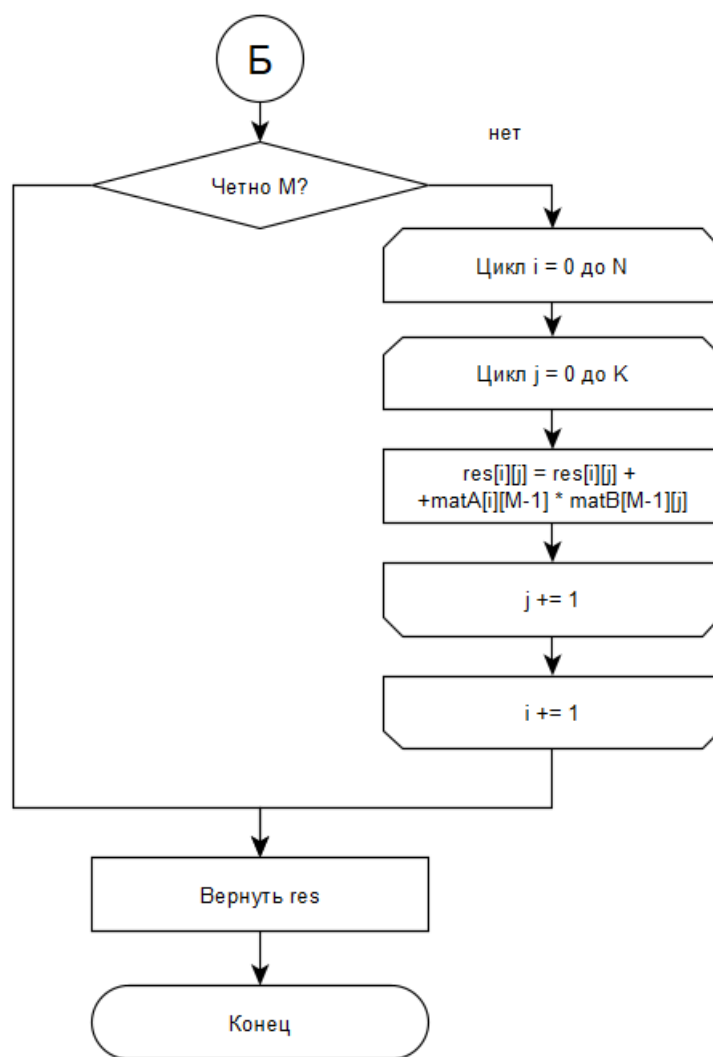 Б
нет
Четно M?
Цикл i = 0 до N
Цикл j = 0 до K
res[i][j] = res[i][j] +
+matA[i][M-1] * matB[M-1][j]
j += 1
i += 1
Вернуть res
Конец